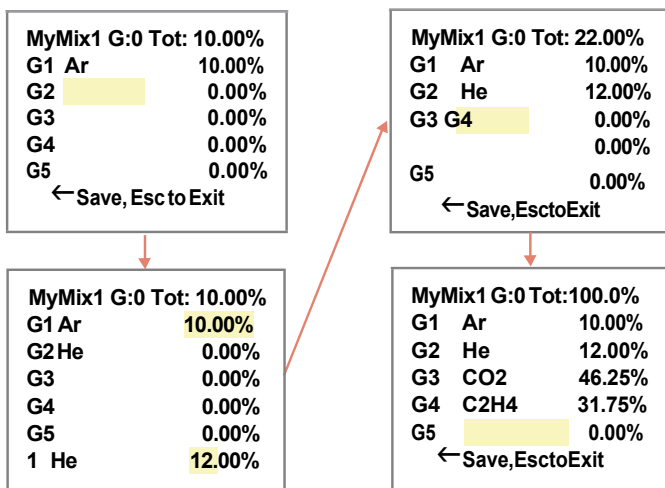 MyMix1 G:0 Tot: 10.00%
G1 Ar 10.00%
G2 0.00%
G3 0.00%
G4 0.00%
G5 0.00%
←Save, Esc to Exit
MyMix1 G:0 Tot: 10.00%
G1 Ar 10.00%
G2 He 0.00%
G3 0.00%
G4 0.00%
G5 0.00%
1 He 12.00%
MyMix1 G:0 Tot: 22.00%
G1 Ar 10.00%
G2 He 12.00%
G3 G4 0.00%
0.00%
G5 0.00%
←Save,EsctoExit
MyMix1 G:0 Tot:100.0%
G1 Ar 10.00%
G2 He 12.00%
G3 CO2 46.25%
G4 C2H4 31.75%
G5 0.00%
←Save,EsctoExit